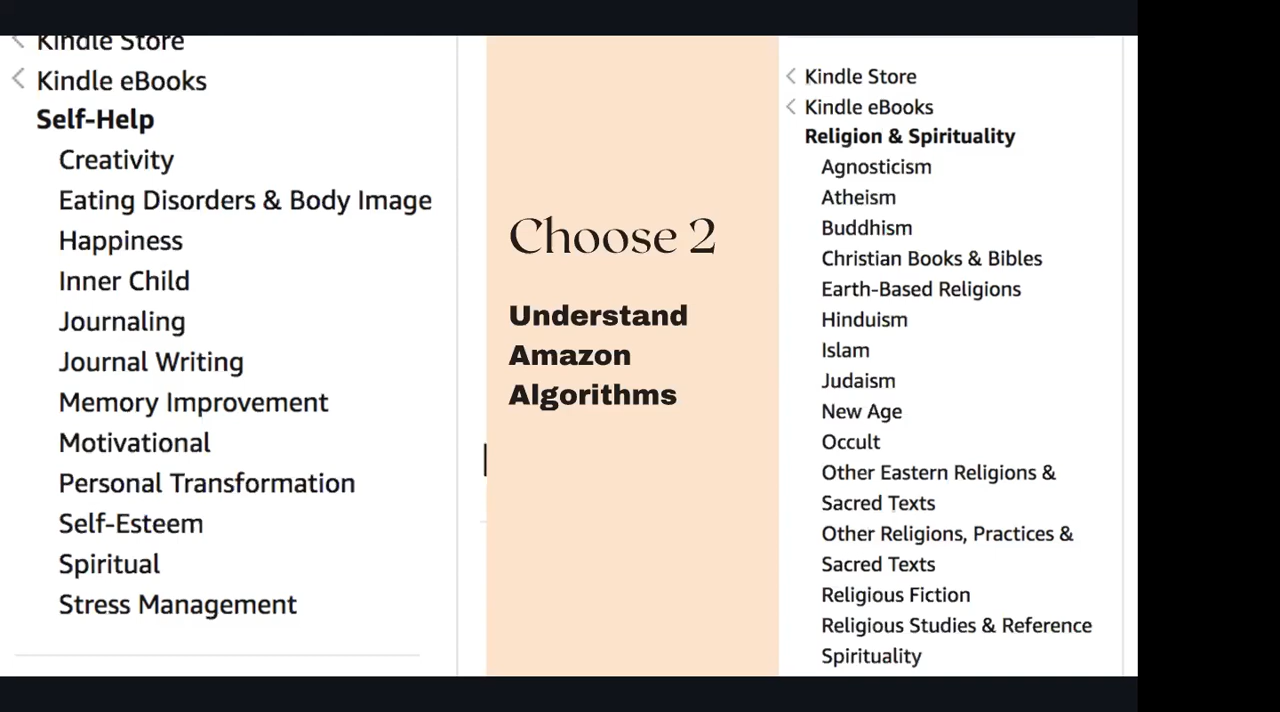 Kindle Store
Kindle eBooks
Self-Help
Creativity
Eating Disorders & Body Image
Happiness
Inner Child
Journaling
Journal Writing
Memory Improvement
Motivational
Personal Transformation
Self-Esteem
Spiritual
Stress Management
Choose 2
Understand
Amazon
Algorithms
Kindle Store
Kindle eBooks
Religion & Spirituality
Agnosticism
Atheism
Buddhism
Christian Books & Bibles
Earth-Based Religions
Hinduism
Islam
Judaism
New Age
Occult
Other Eastern Religions &
Sacred Texts
Other Religions, Practices &
Sacred Texts
Religious Fiction
Religious Studies & Reference
Spirituality